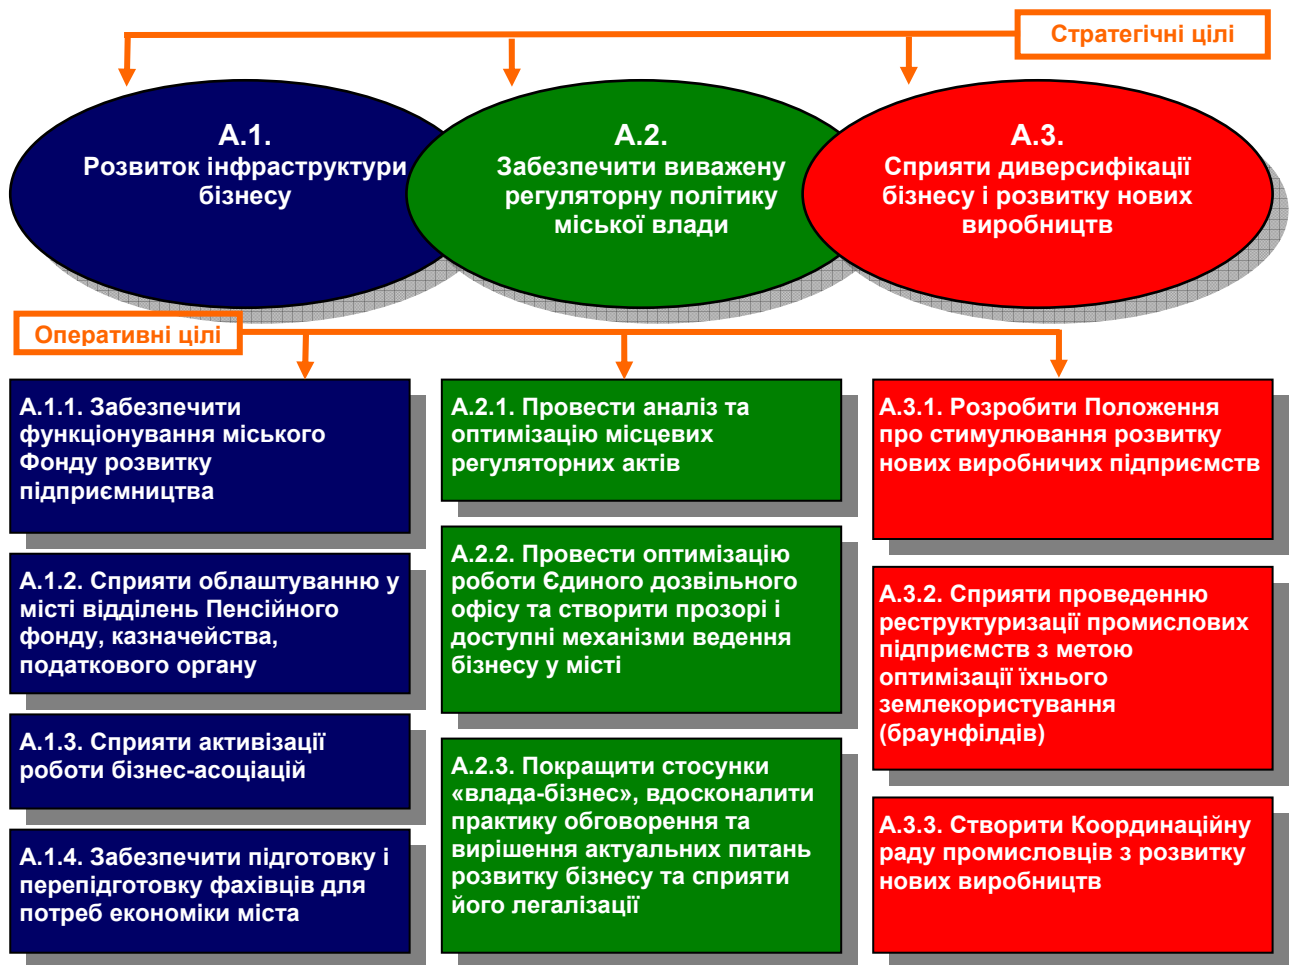 Стратегічні цілі
А.1.
Розвиток інфраструктури
бізнесу
А.2.
Забезпечити виважену
регуляторну політику
міської влади
А.3.
Сприяти диверсифікації
бізнесу і розвитку нових
виробництв
Оперативні цілі
А.1.1. Забезпечити
функціонування міського
Фонду розвитку
підприємництва
А.1.2. Сприяти облаштуванню у
місті відділень Пенсійного
фонду, казначейства,
податкового органу
А.1.3. Сприяти активізації
роботи бізнес-асоціацій
А.1.4. Забезпечити підготовку і
перепідготовку фахівців для
потреб економіки міста
А.2.1. Провести аналіз та
оптимізацію місцевих
регуляторних актів
А.2.2. Провести оптимізацію
роботи Єдиного дозвільного
офісу та створити прозорі і
доступні механізми ведення
бізнесу у місті
А.2.3. Покращити стосунки
«влада-бізнес», вдосконалити
практику обговорення та
вирішення актуальних питань
розвитку бізнесу та сприяти
його легалізації
А.3.1. Розробити Положення
про стимулювання розвитку
нових виробничих підприємств
А.3.2. Сприяти проведенню
реструктуризації промислових
підприємств з метою
оптимізації їхнього
землекористування
(браунфілдів)
А.3.3. Створити Координаційну
раду промисловців з розвитку
нових виробництв